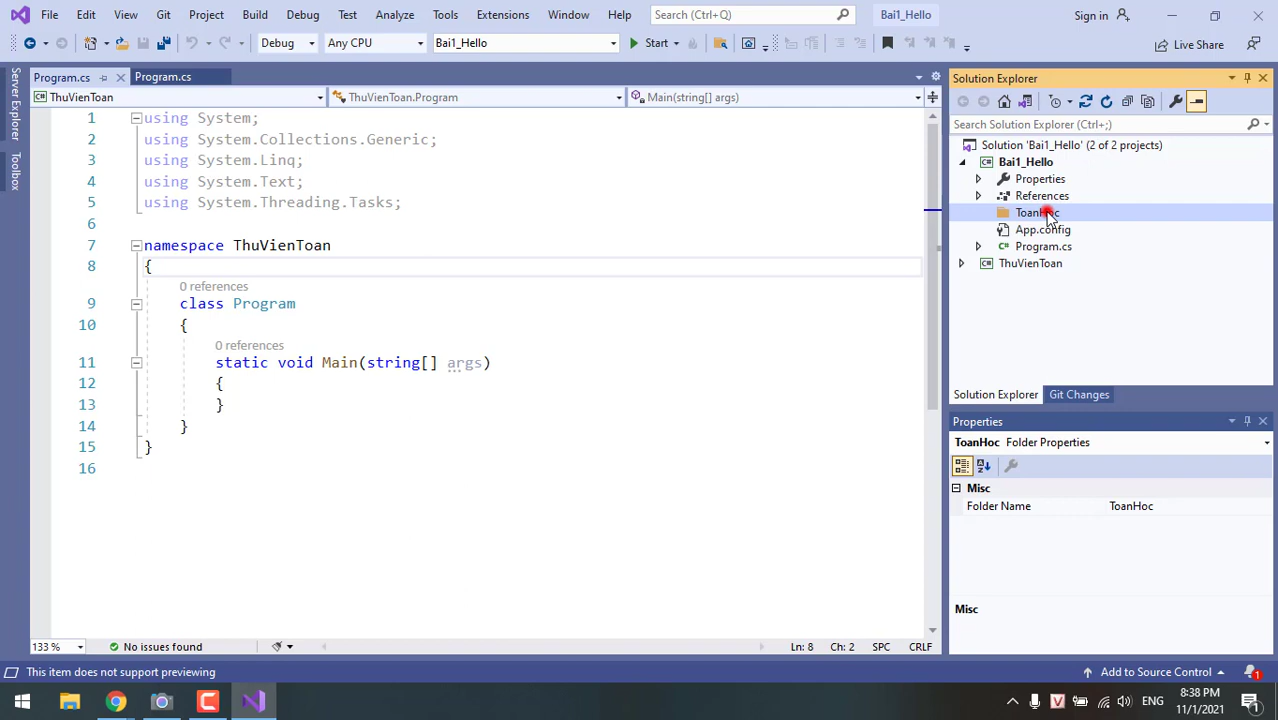 File Edit View Git Project Build Debug Test Analyze Tools Extensions Window Help Search (Ctrl+Q) Bai1_Hello Sign in
Debug Any CPU Bai1_Hello Start Live Share
Server Explorer
Toolbox
Program.cs Program.cs
ThuVienToan ThuVienToan.Program Main(string[] args)
1 using System;
2 using System.Collections.Generic;
3 using System.Linq;
4 using System.Text;
5 using System.Threading.Tasks;
6
7 namespace ThuVienToan
8 {
0 references
9 class Program
10 {
0 references
11 static void Main(string[] args)
12 {
13 }
14 }
15 }
16
133 % No issues found Ln: 8 Ch: 2 SPC CRLF
Solution Explorer
Search Solution Explorer (Ctrl+;)
Solution 'Bai1_Hello' (2 of 2 projects)
Bai1_Hello
Properties
References
ToanHoc
App.config
Program.cs
ThuVienToan
Solution Explorer Git Changes
Properties
ToanHoc Folder Properties
Misc
Folder Name ToanHoc
Misc
This item does not support previewing Add to Source Control 1
V ENG 8:38 PM
11/1/2021 1